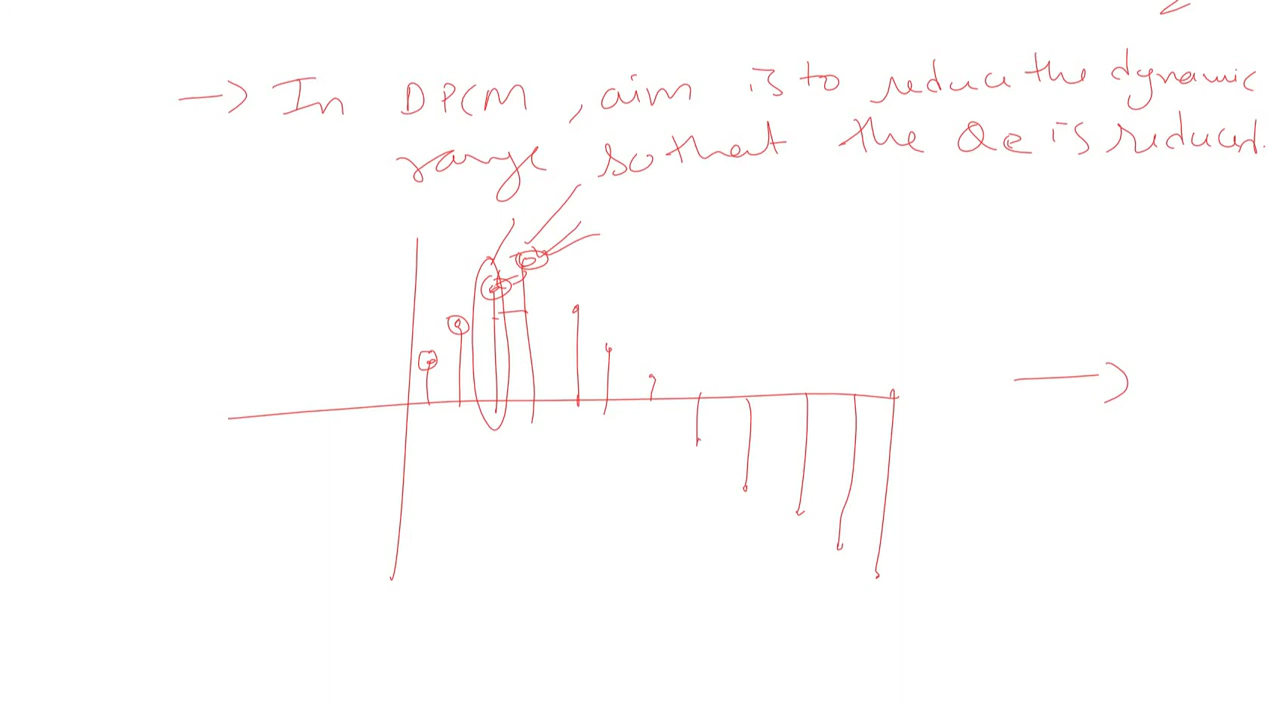 → In DPCM, aim is to reduce the dynamic
range, so that the Qe is reduced.